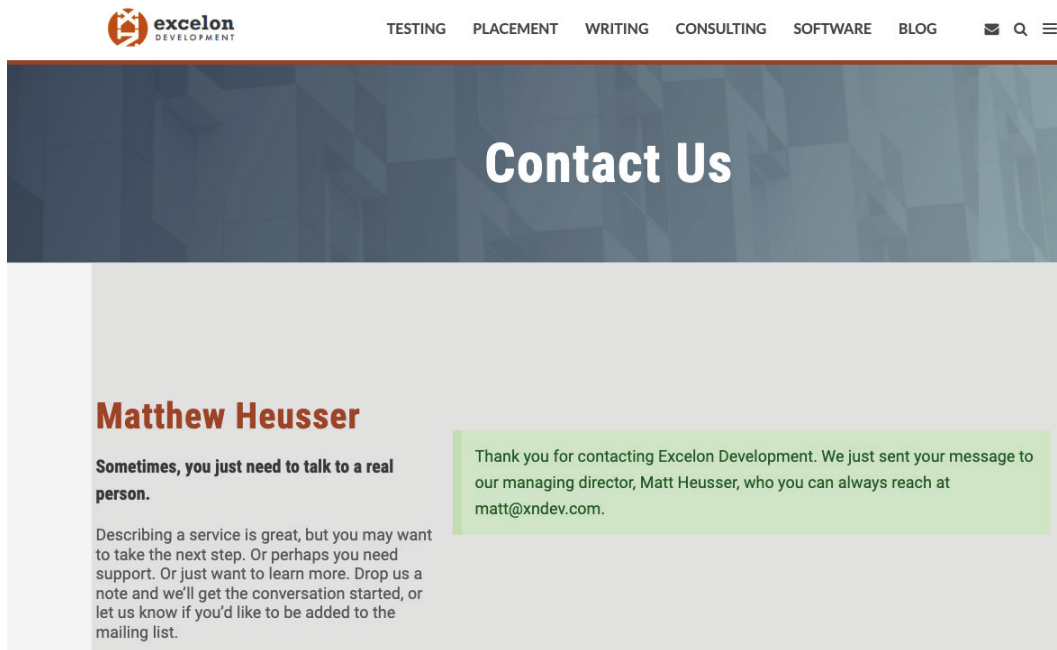 excelon
DEVELOPMENT
TESTING PLACEMENT WRITING CONSULTING SOFTWARE BLOG
Contact Us
Matthew Heusser
Sometimes, you just need to talk to a real
person.
Describing a service is great, but you may want
to take the next step. Or perhaps you need
support. Or just want to learn more. Drop us a
note and we'll get the conversation started, or
let us know if you'd like to be added to the
mailing list.
Thank you for contacting Excelon Development. We just sent your message to
our managing director, Matt Heusser, who you can always reach at
matt@xndev.com.